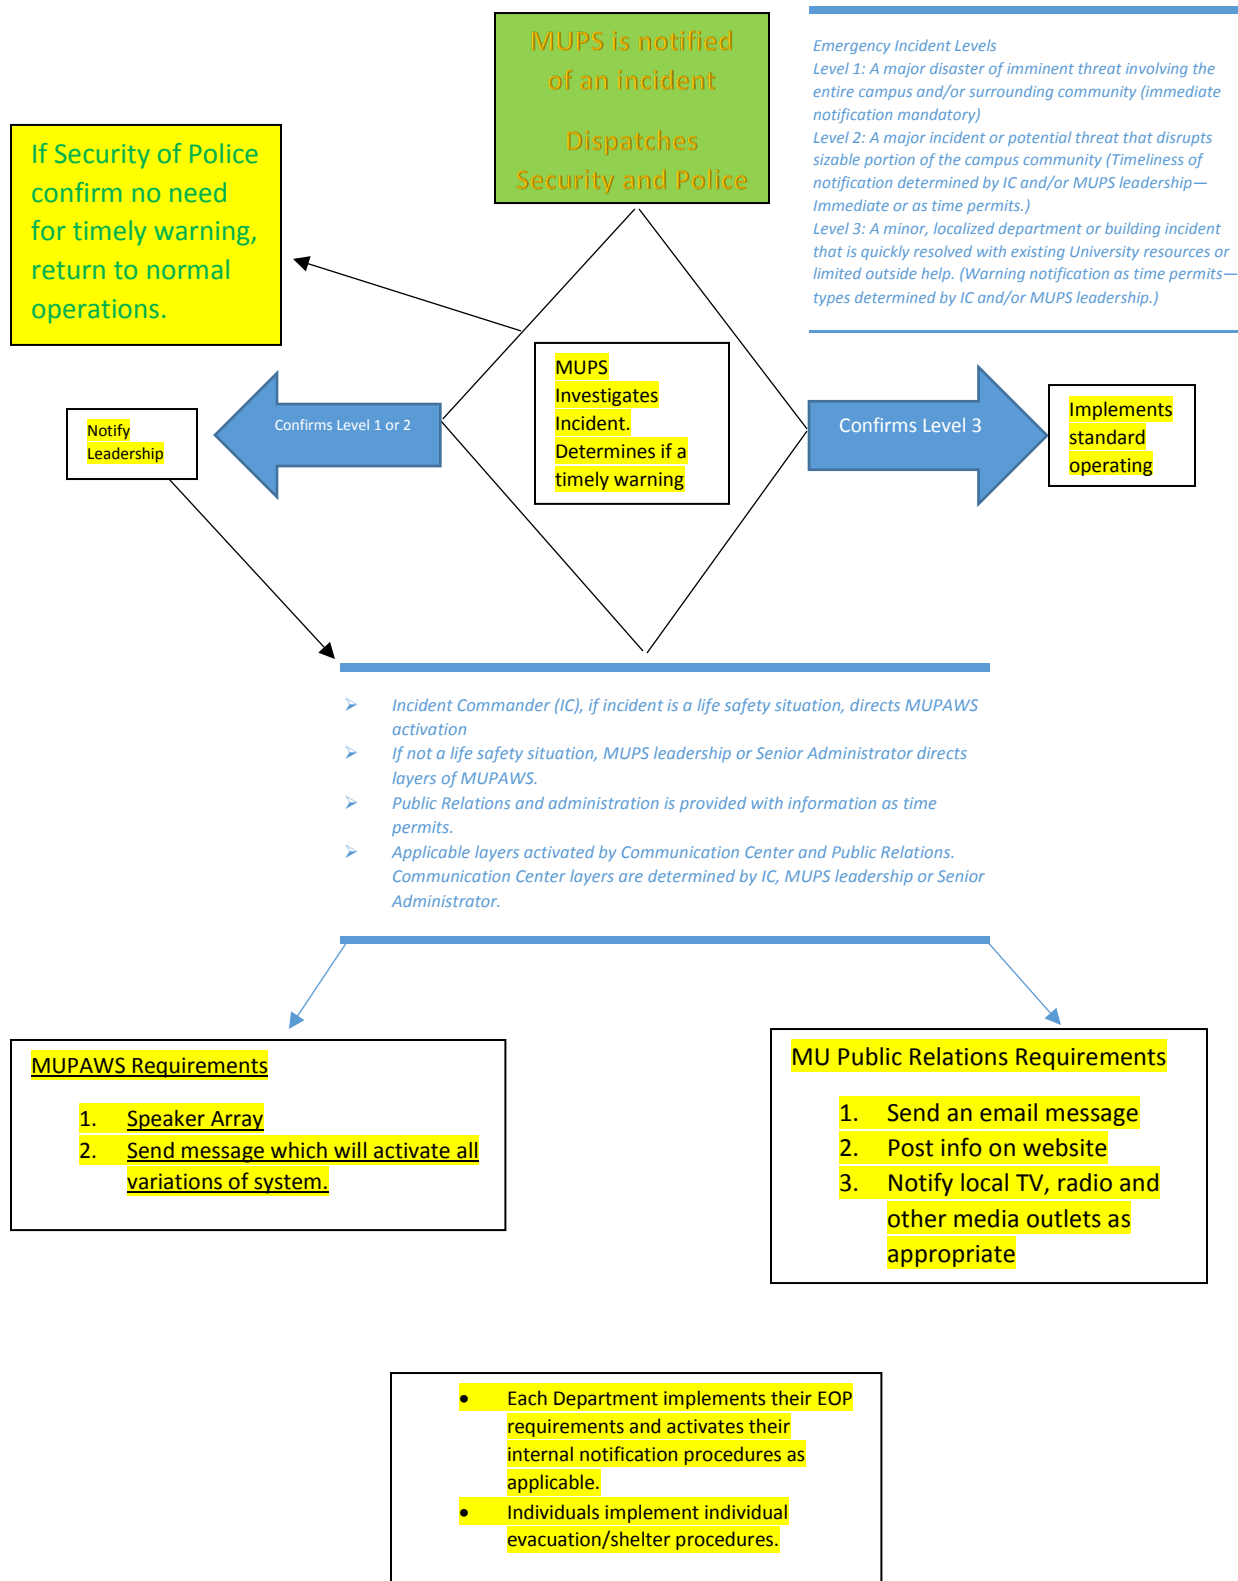 MUPS is notified
of an incident
Dispatches
Security and Police
Emergency Incident Levels
Level 1: A major disaster of imminent threat involving the
entire campus and/or surrounding community (immediate
notification mandatory)
Level 2: A major incident or potential threat that disrupts
sizable portion of the campus community (Timeliness of
notification determined by IC and/or MUPS leadership—
Immediate or as time permits.)
Level 3: A minor, localized department or building incident
that is quickly resolved with existing University resources or
limited outside help. (Warning notification as time permits—
types determined by IC and/or MUPS leadership.)
If Security of Police
confirm no need
for timely warning,
return to normal
operations.
Notify
Leadership
Confirms Level 1 or 2
MUPS
Investigates
Incident.
Determines if a
timely warning
Confirms Level 3
Implements
standard
operating
➢ Incident Commander (IC), if incident is a life safety situation, directs MUPAWS
activation
➢ If not a life safety situation, MUPS leadership or Senior Administrator directs
layers of MUPAWS.
➢ Public Relations and administration is provided with information as time
permits.
➢ Applicable layers activated by Communication Center and Public Relations.
Communication Center layers are determined by IC, MUPS leadership or Senior
Administrator.
MUPAWS Requirements
1. Speaker Array
2. Send message which will activate all
variations of system.
MU Public Relations Requirements
1. Send an email message
2. Post info on website
3. Notify local TV, radio and
other media outlets as
appropriate
• Each Department implements their EOP
requirements and activates their
internal notification procedures as
applicable.
• Individuals implement individual
evacuation/shelter procedures.